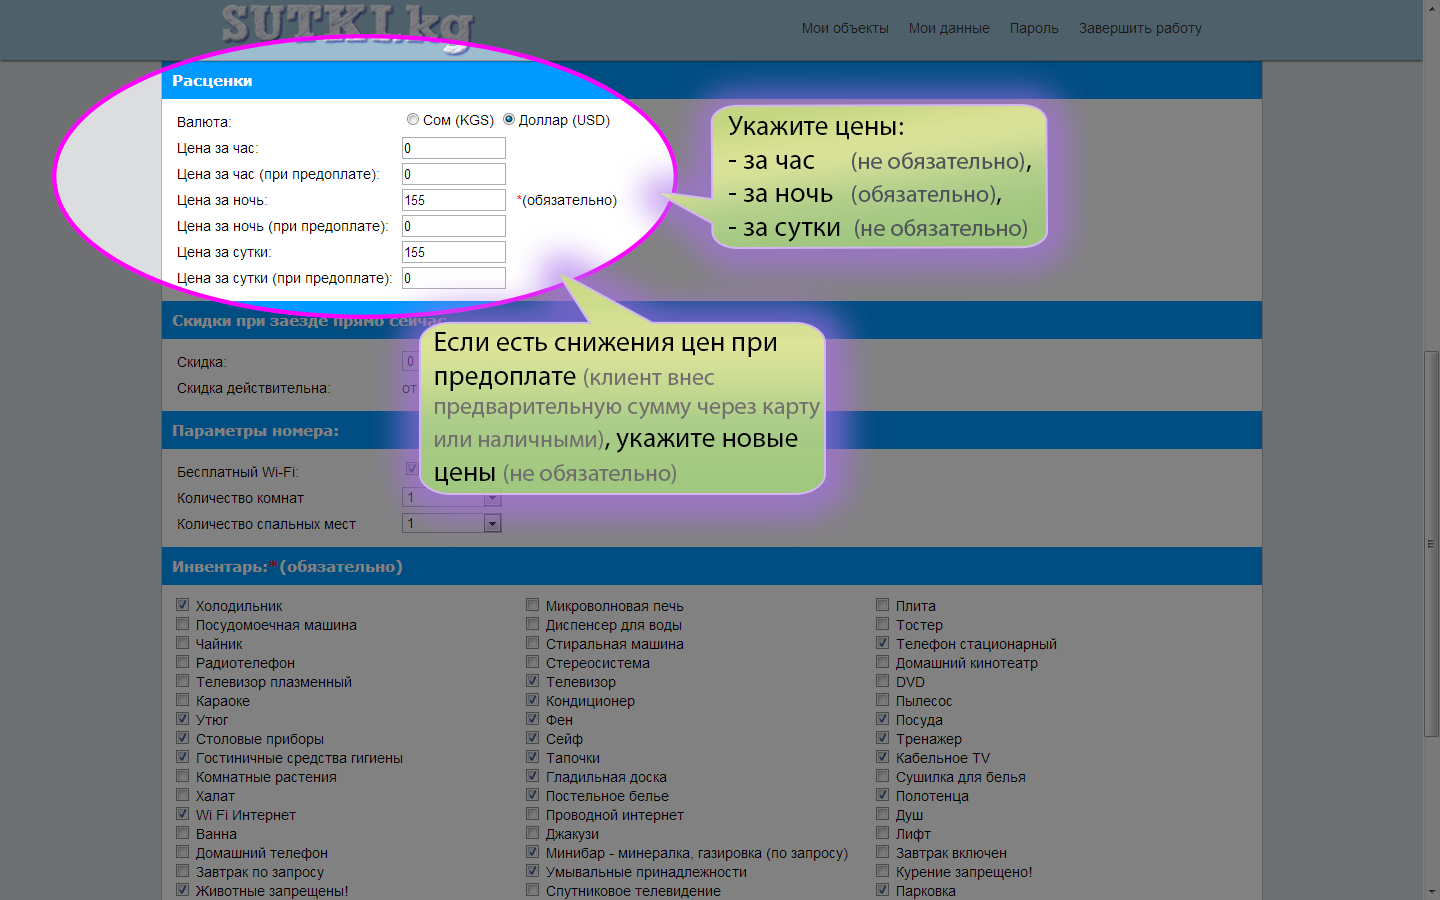 SUTKI.kg
Мои объекты Мои данные Пароль Завершить работу
Расценки
Валюта: Сом (KGS) Доллар (USD)
Цена за час: 0
Цена за час (при предоплате): 0
Цена за ночь: 155 *(обязательно)
Цена за ночь (при предоплате): 0
Цена за сутки: 155
Цена за сутки (при предоплате): 0
Укажите цены:
- за час (не обязательно),
- за ночь (обязательно),
- за сутки (не обязательно)
Скидки при заезде прямо сейчас
Скидка: 0
Скидка действительна: от
Если есть снижения цен при
предоплате (клиент внес
предварительную сумму через карту
или наличными), укажите новые
цены (не обязательно)
Параметры номера:
Бесплатный Wi-Fi:
Количество комнат 1
Количество спальных мест 1
Инвентарь:*(обязательно)
Холодильник Микроволновая печь Плита
Посудомоечная машина Диспенсер для воды Тостер
Чайник Стиральная машина Телефон стационарный
Радиотелефон Стереосистема Домашний кинотеатр
Телевизор плазменный Телевизор DVD
Караоке Кондиционер Пылесос
Утюг Фен Посуда
Столовые приборы Сейф Тренажер
Гостиничные средства гигиены Тапочки Кабельное TV
Комнатные растения Гладильная доска Сушилка для белья
Халат Постельное белье Полотенца
Wi Fi Интернет Проводной интернет Душ
Ванна Джакузи Лифт
Домашний телефон Минибар - минералка, газировка (по запросу) Завтрак включен
Завтрак по запросу Умывальные принадлежности Курение запрещено!
Животные запрещены! Спутниковое телевидение Парковка